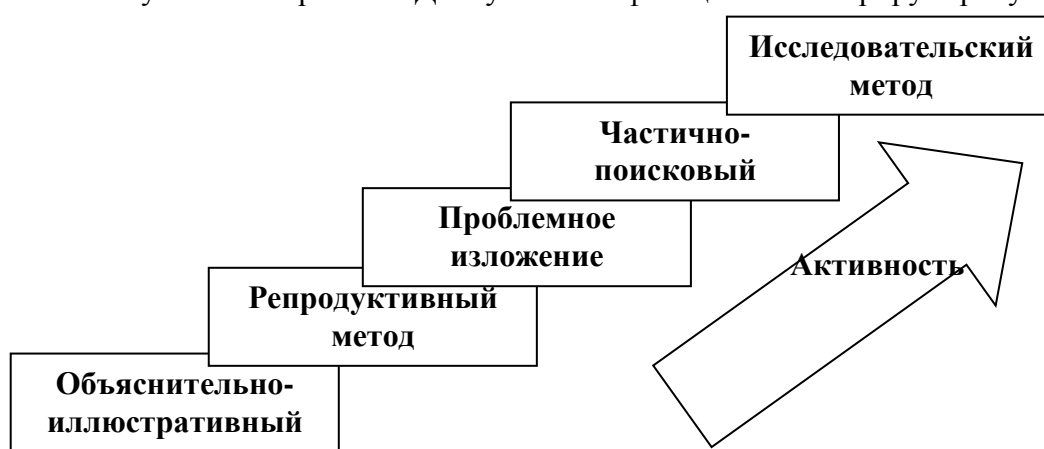 Исследовательский
метод
Частично-
поисковый
Проблемное
изложение
Активность
Репродуктивный
метод
Объяснительно-
иллюстративный